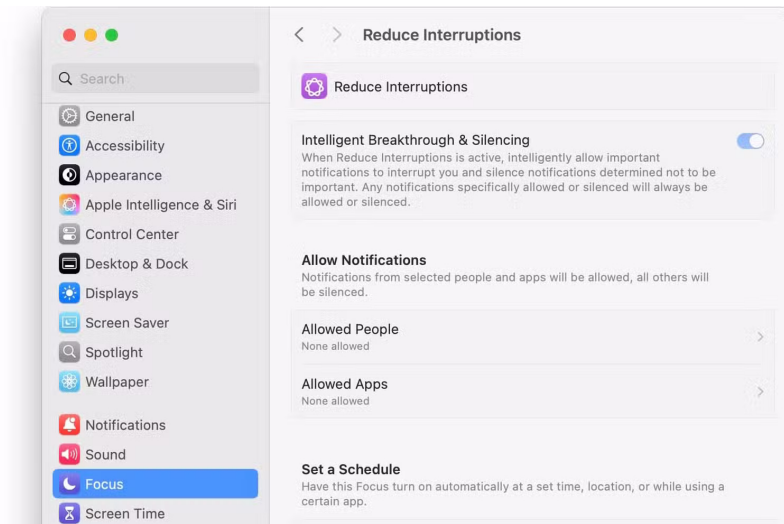 Reduce Interruptions
Search
General
Accessibility
Appearance
Apple Intelligence & Siri
Control Center
Desktop & Dock
Displays
Screen Saver
Spotlight
Wallpaper
Notifications
Sound
Focus
Screen Time
Reduce Interruptions
Intelligent Breakthrough & Silencing
When Reduce Interruptions is active, intelligently allow important
notifications to interrupt you and silence notifications determined not to be
important. Any notifications specifically allowed or silenced will always be
allowed or silenced.
Allow Notifications
Notifications from selected people and apps will be allowed, all others will
be silenced.
Allowed People
None allowed
Allowed Apps
None allowed
Set a Schedule
Have this Focus turn on automatically at a set time, location, or while using a
certain app.